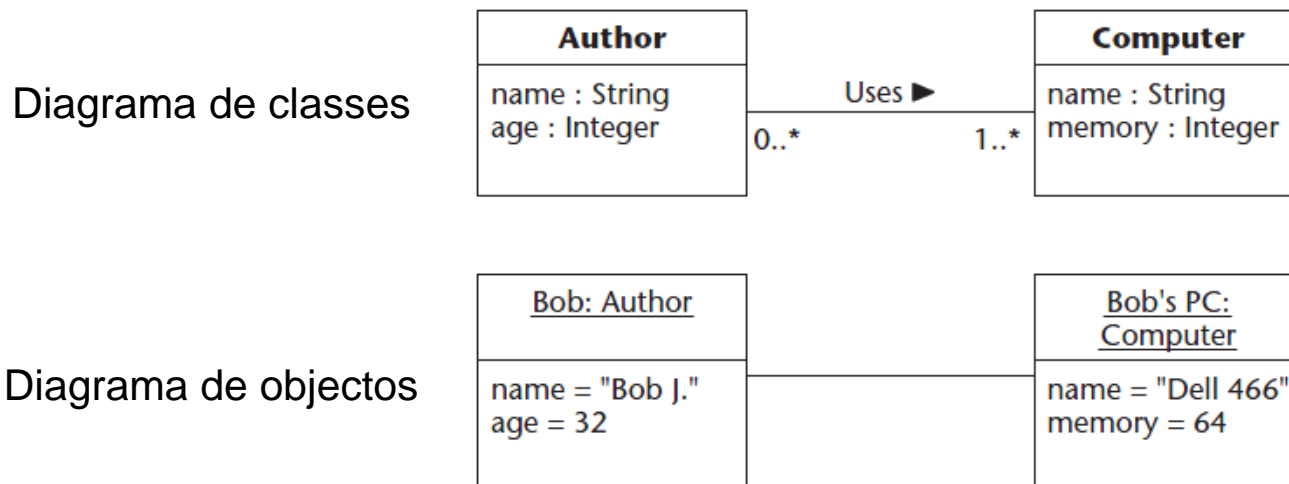 Diagrama de classes
Author
name : String
age : Integer
Uses ►
0..*
1..*
Computer
name : String
memory : Integer
Diagrama de objectos
Bob: Author
name = "Bob J."
age = 32
Bob's PC:
Computer
name = "Dell 466"
memory = 64